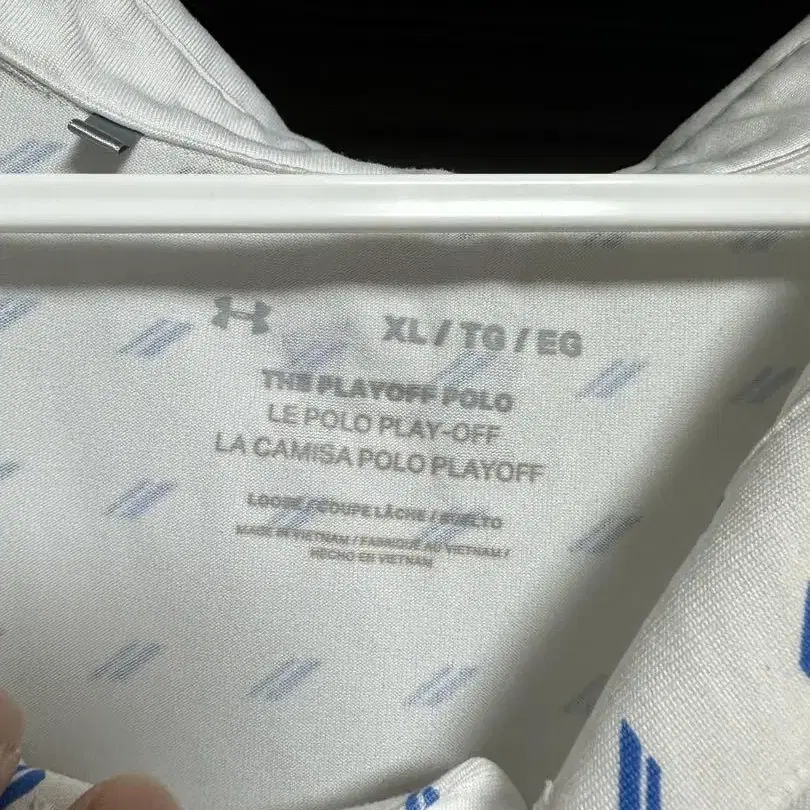 XL / TG / EG
THE PLAYOFF POLO
LE POLO PLAY-OFF
LA CAMISA POLO PLAYOFF
LOOSE / COUPE LÂCHE / SUELTO
MADE IN VIETNAM / FABRIQUÉ AU VIETNAM /
HECHO EN VIETNAM